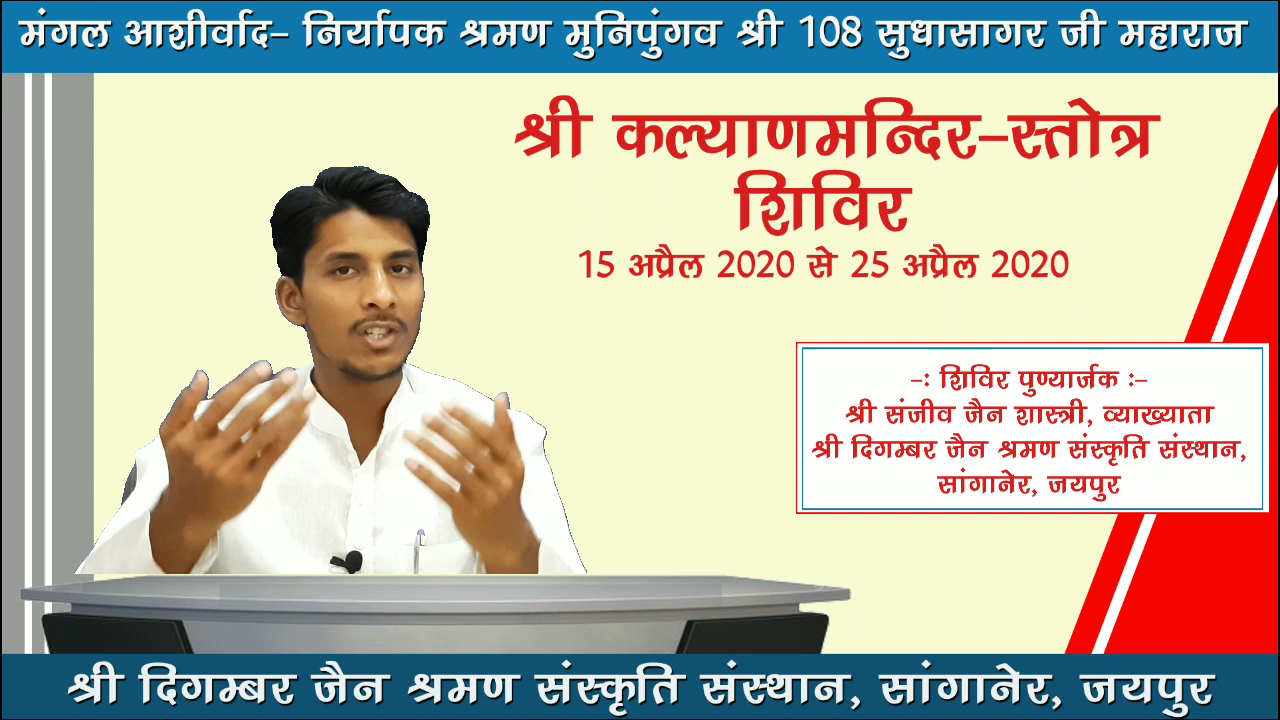 मंगल आशीर्वाद- निर्यापक श्रमण मुनिपुंगव श्री 108 सुधासागर जी महाराज
श्री कल्याणमन्दिर-स्तोत्र
शिविर
15 अप्रैल 2020 से 25 अप्रैल 2020
-: शिविर पुण्यार्जक :-
श्री संजीव जैन शास्त्री, व्याख्याता
श्री दिगम्बर जैन श्रमण संस्कृति संस्थान,
सांगानेर, जयपुर
श्री दिगम्बर जैन श्रमण संस्कृति संस्थान, सांगानेर, जयपुर